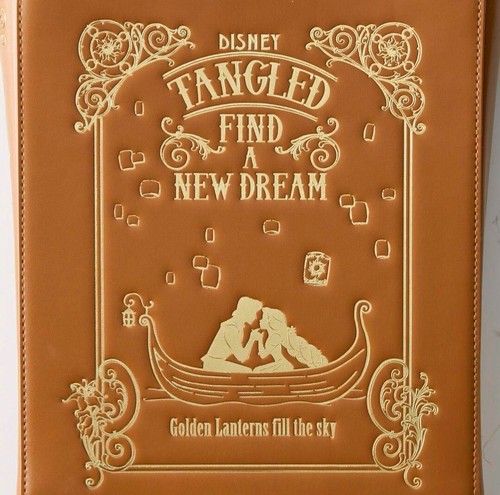 DISNEY
TANGLED
FIND
A
NEW DREAM
Golden Lanterns fill the sky